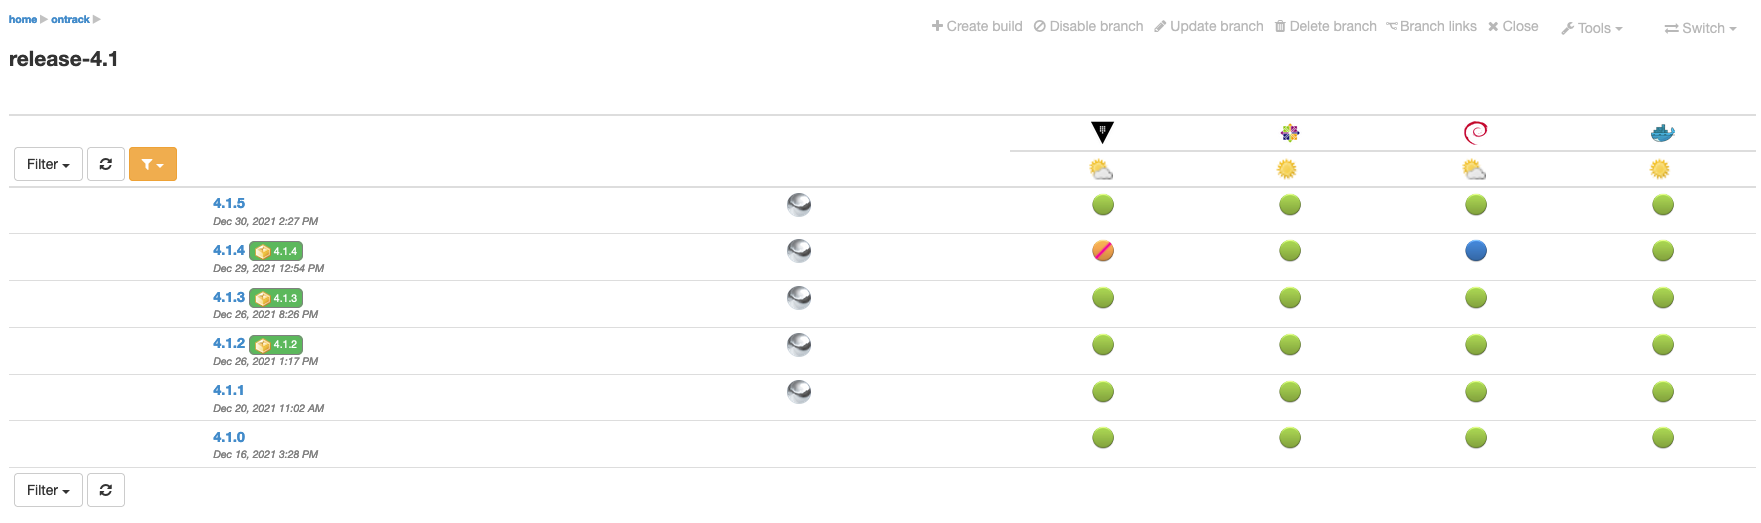 home ontrack
Create build Disable branch Update branch Delete branch Branch links Close Tools Switch
release-4.1
Filter
4.1.5
Dec 30, 2021 2:27 PM
4.1.4 4.1.4
Dec 29, 2021 12:54 PM
4.1.3 4.1.3
Dec 26, 2021 8:26 PM
4.1.2 4.1.2
Dec 26, 2021 1:17 PM
4.1.1
Dec 20, 2021 11:02 AM
4.1.0
Dec 16, 2021 3:28 PM
Filter